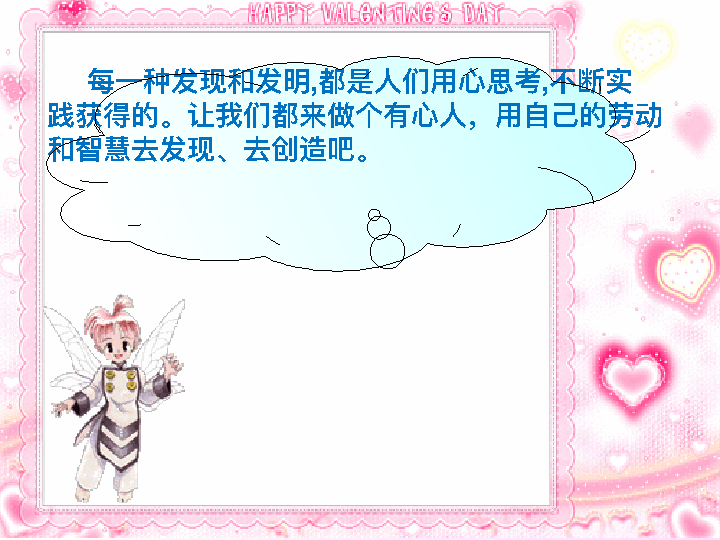 HAPPY VALENTINE'S DAY
每一种发现和发明,都是人们用心思考,不断实
践获得的。让我们都来做个有心人，用自己的劳动
和智慧去发现、去创造吧。